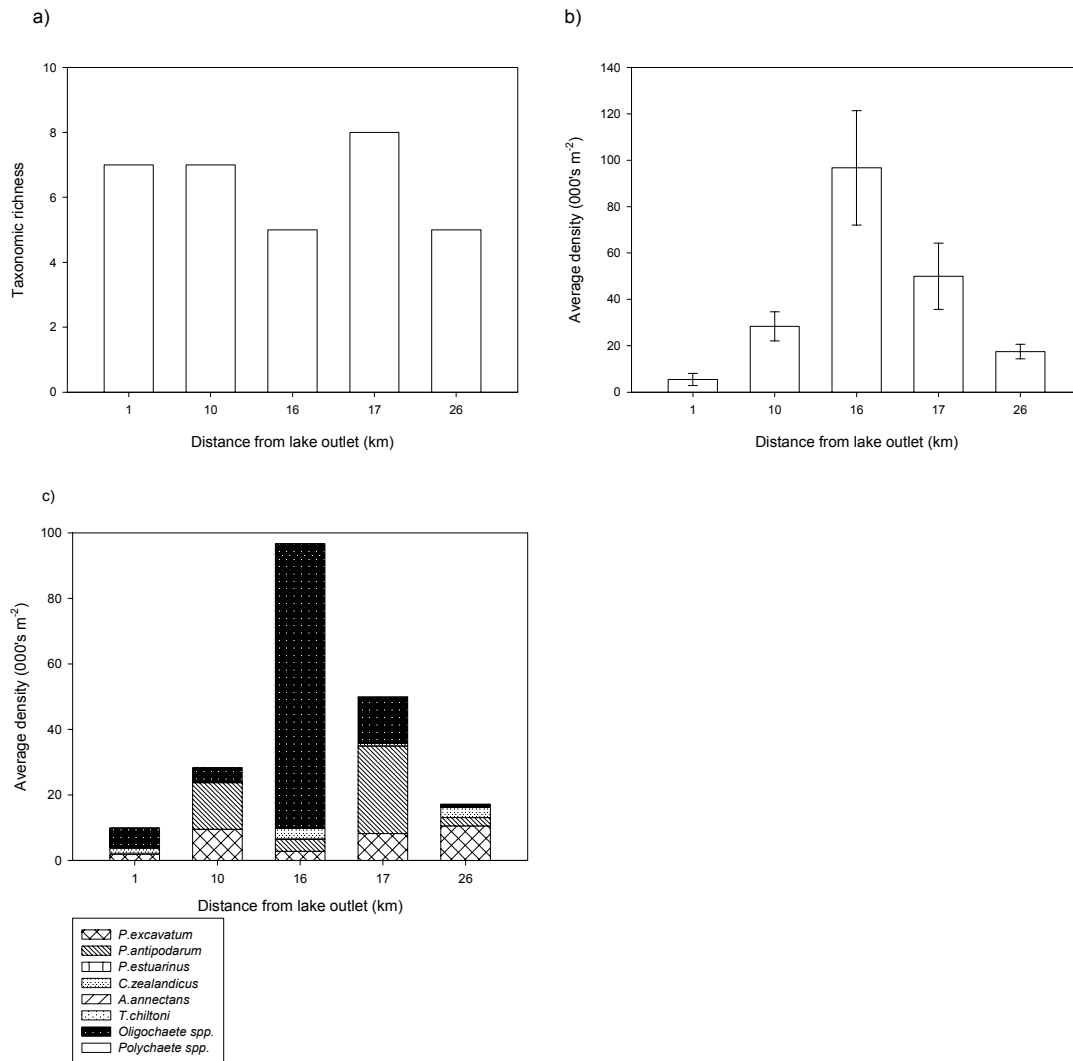 a)
10
8
6
4
2
0
Taxonomic richness
1 10 16 17 26
Distance from lake outlet (km)
b)
140
120
100
80
60
40
20
0
Average density (000's m-2)
1 10 16 17 26
Distance from lake outlet (km)
c)
100
80
60
40
20
0
Average density (000's m-2)
1 10 16 17 26
Distance from lake outlet (km)
P.excavatum
P.antipodarum
P.estuarinus
C.zealandicus
A.annectans
T.chiltoni
Oligochaete spp.
Polychaete spp.